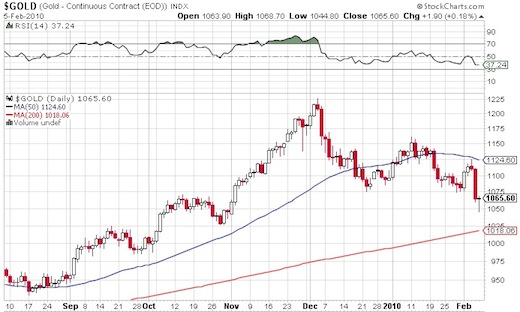 $GOLD (Gold - Continuous Contract (EOD)) INDX © StockCharts.com
5-Feb-2010 Open 1063.90 High 1068.70 Low 1044.80 Close 1065.60 Chg +1.90 (+0.18%)▲
RSI(14) 37.24
90
70
50
37.24
30
10
$GOLD (Daily) 1065.60
MA(50) 1124.60
MA(200) 1018.06
Volume undef
1225
1200
1175
1150
1124.60
1100
1075
1065.60
1050
1018.06
1000
975
950
10 17 24 Sep 8 14 21 28 Oct 12 19 26 Nov 9 16 23 Dec 7 14 21 28 2010 11 19 25 Feb